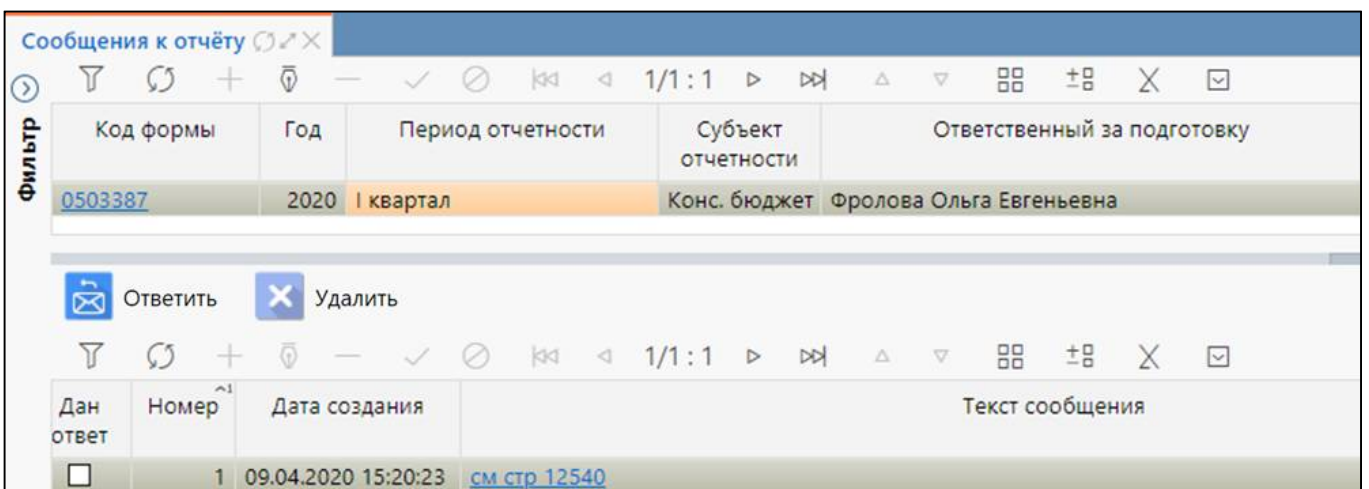 Сообщения к отчёту
1/1 : 1
Фильтр
Код формы Год Период отчетности Субъект отчетности Ответственный за подготовку
0503387 2020 I квартал Конс. бюджет Фролова Ольга Евгеньевна
Ответить Удалить
1/1 : 1
Дан ответ Номер 1 Дата создания Текст сообщения
1 09.04.2020 15:20:23 см стр 12540